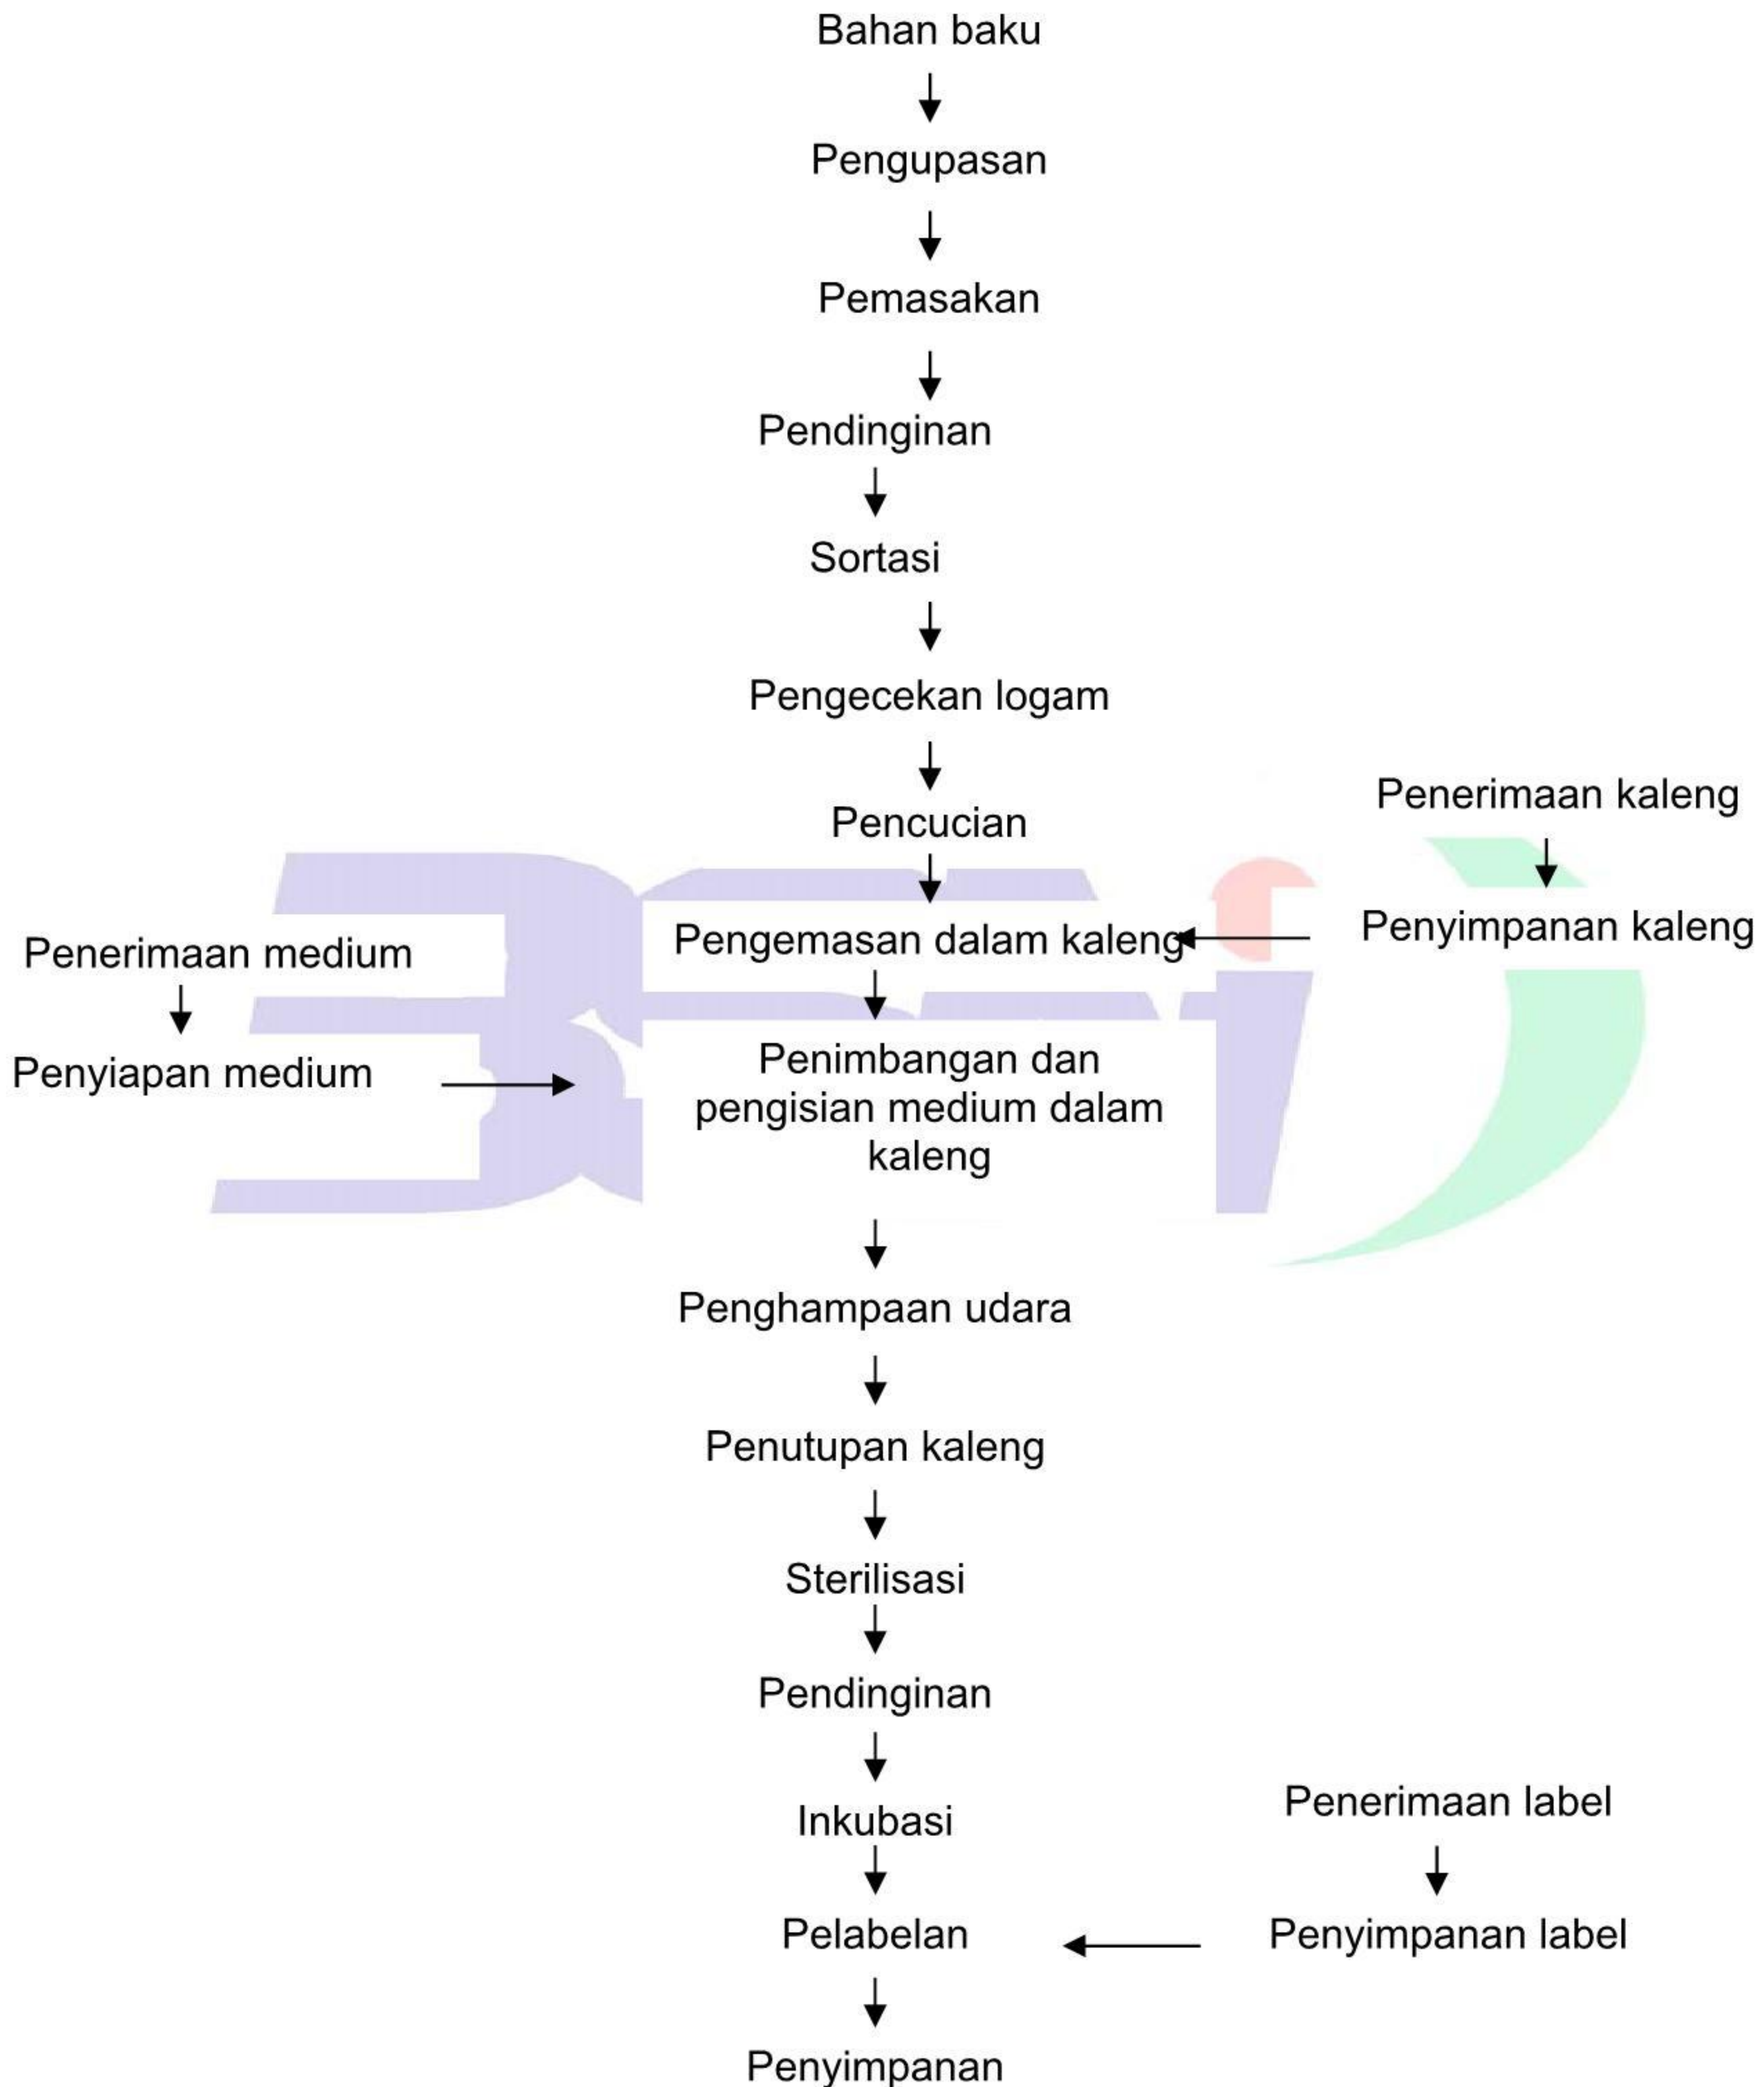 Bahan baku
Pengupasan
Pemasakan
Pendinginan
Sortasi
Pengecekan logam
Pencucian
Penerimaan kaleng
Pengemasan dalam kaleng
Penyimpanan kaleng
Penerimaan medium
Penyiapan medium
Penimbangan dan
pengisian medium dalam
kaleng
Penghampaan udara
Penutupan kaleng
Sterilisasi
Pendinginan
Inkubasi
Penerimaan label
Pelabelan
Penyimpanan label
Penyimpanan